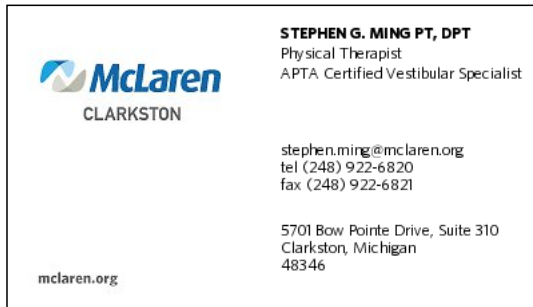 McLaren
CLARKSTON
mclaren.org
STEPHEN G. MING PT, DPT
Physical Therapist
APTA Certified Vestibular Specialist
stephen.ming@mclaren.org
tel (248) 922-6820
fax (248) 922-6821
5701 Bow Pointe Drive, Suite 310
Clarkston, Michigan
48346